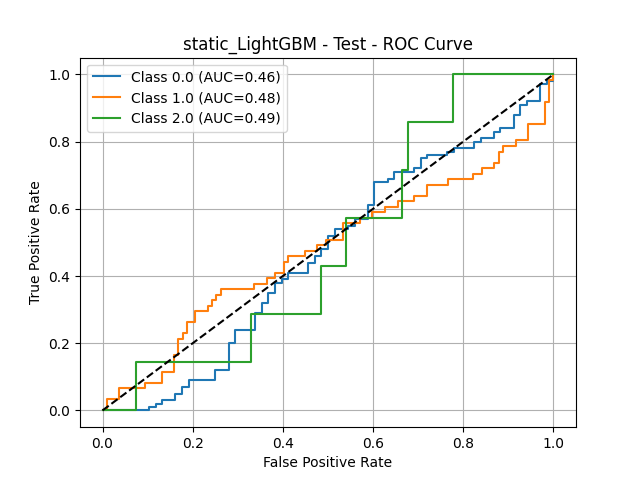 static_LightGBM - Test - ROC Curve
Class 0.0 (AUC=0.46)
Class 1.0 (AUC=0.48)
Class 2.0 (AUC=0.49)
True Positive Rate
1.0
0.8
0.6
0.4
0.2
0.0
0.0 0.2 0.4 0.6 0.8 1.0
False Positive Rate